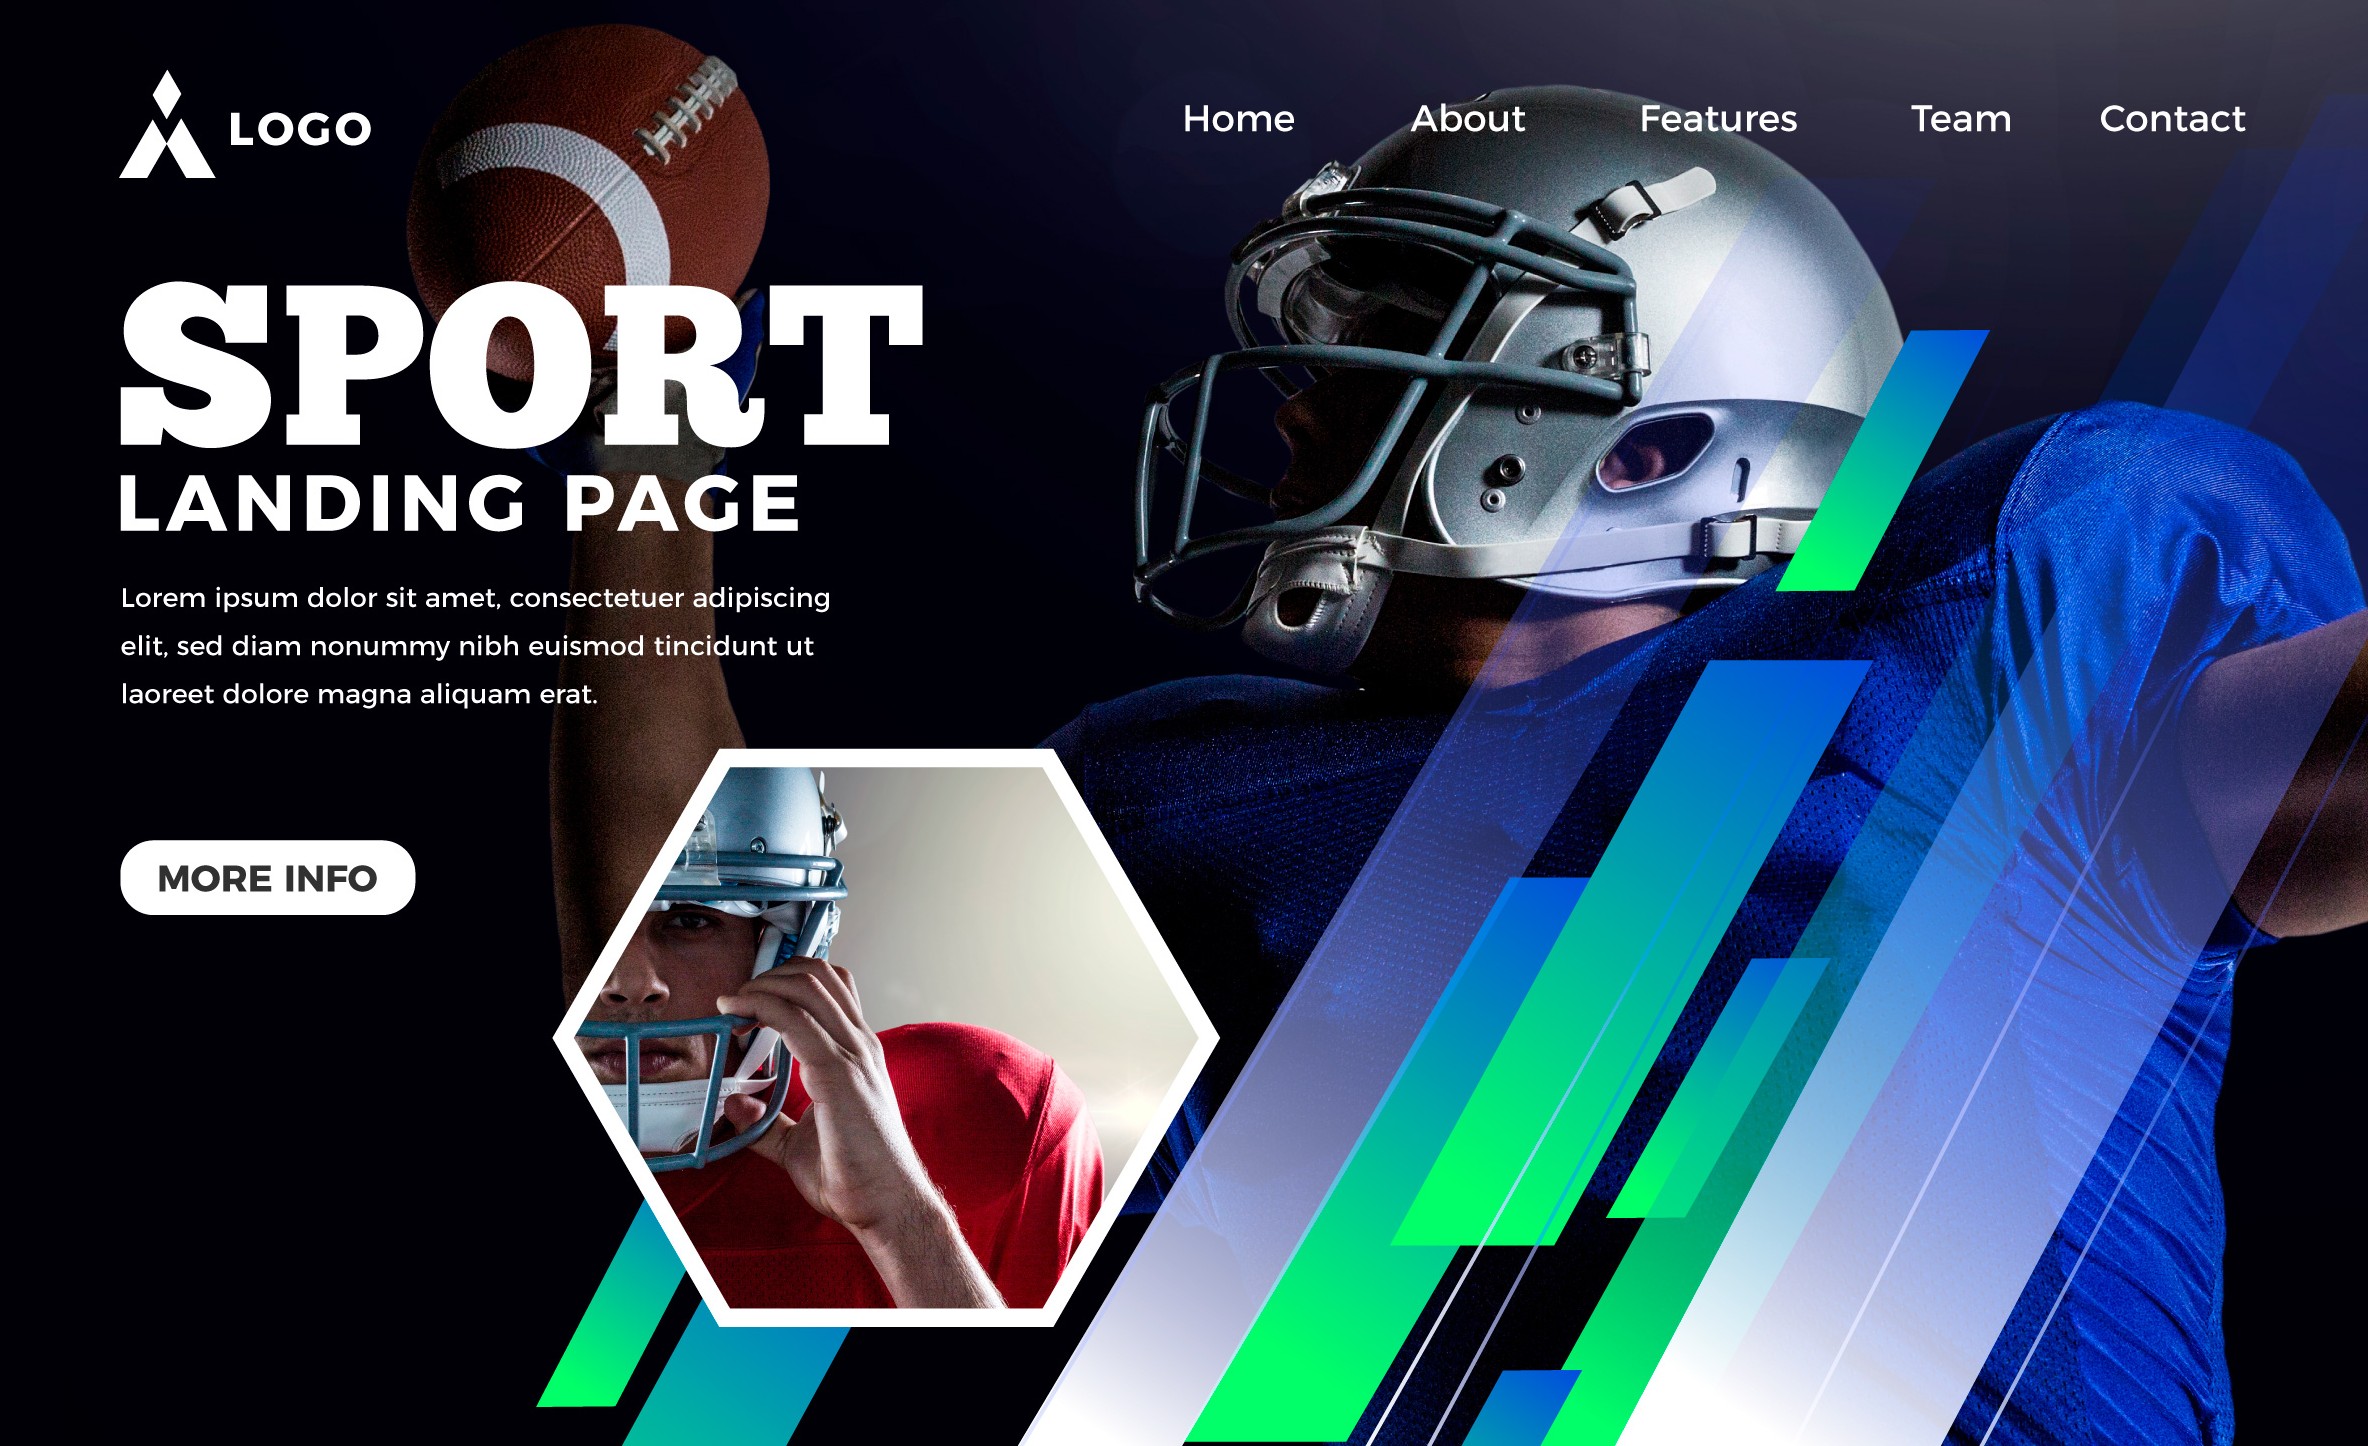 LOGO
Home About Features Team Contact
SPORT
LANDING PAGE
Lorem ipsum dolor sit amet, consectetuer adipiscing
elit, sed diam nonummy nibh euismod tincidunt ut
laoreet dolore magna aliquam erat.
MORE INFO